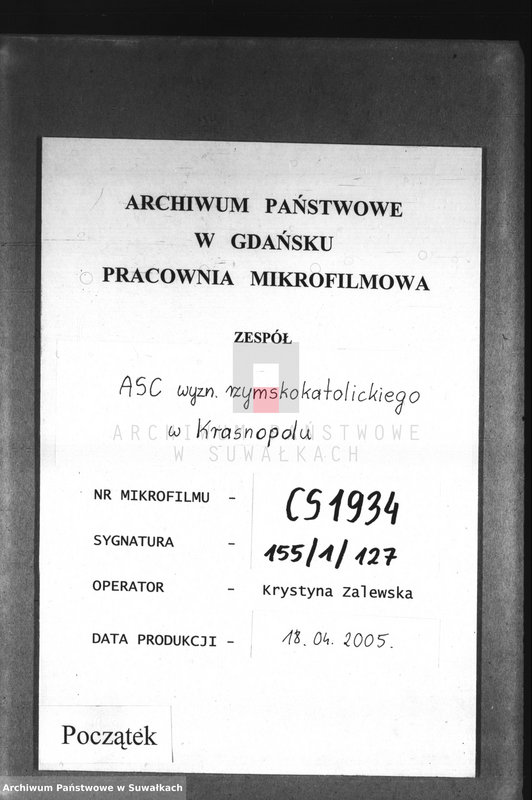 ARCHIWUM PAŃSTWOWE
W GDAŃSKU
PRACOWNIA MIKROFILMOWA
ZESPÓŁ
ASC wyzn. rzymskokatolickiego
w Krasnopolu
ARCHIWUM PAŃSTWOWE
W SUWAŁKACH
NR MIKROFILMU - CS1934
SYGNATURA - 155/1/127
OPERATOR - Krystyna Zalewska
DATA PRODUKCJI - 18.04.2005.
Początek
Archiwum Państwowe w Suwałkach